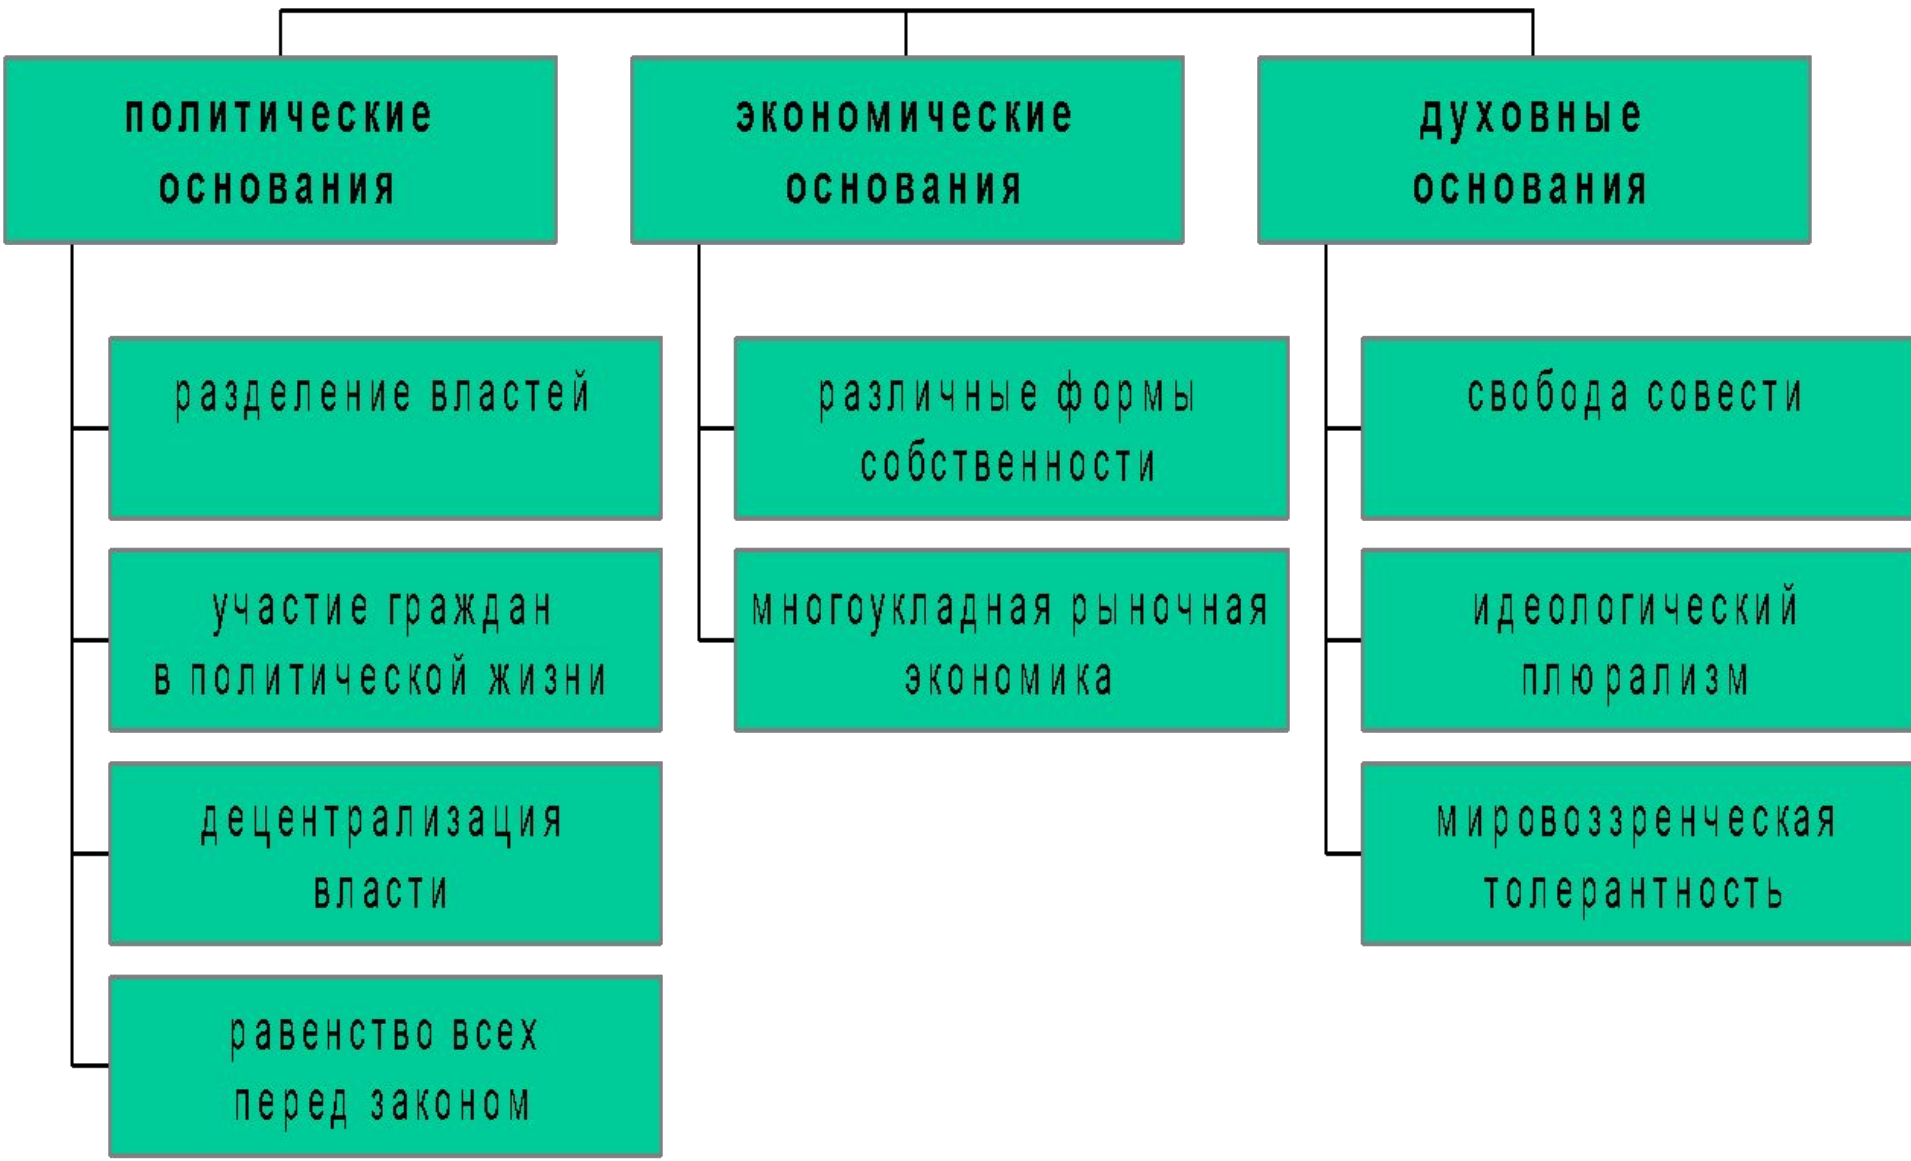 политические
основания
разделение властей
участие граждан
в политической жизни
децентрализация
власти
равенство всех
перед законом
экономические
основания
различные формы
собственности
многоукладная рыночная
экономика
духовные
основания
свобода совести
идеологический
плюрализм
мировоззренческая
толерантность